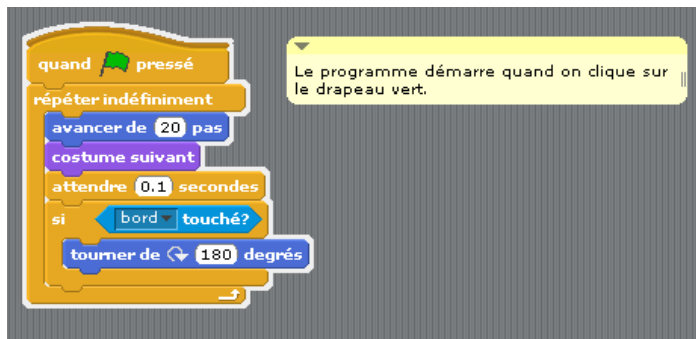 quand pressé
répéter indéfiniment
avancer de 20 pas
costume suivant
attendre 0.1 secondes
si bord touché?
tourner de 180 degrés
Le programme démarre quand on clique sur
le drapeau vert.